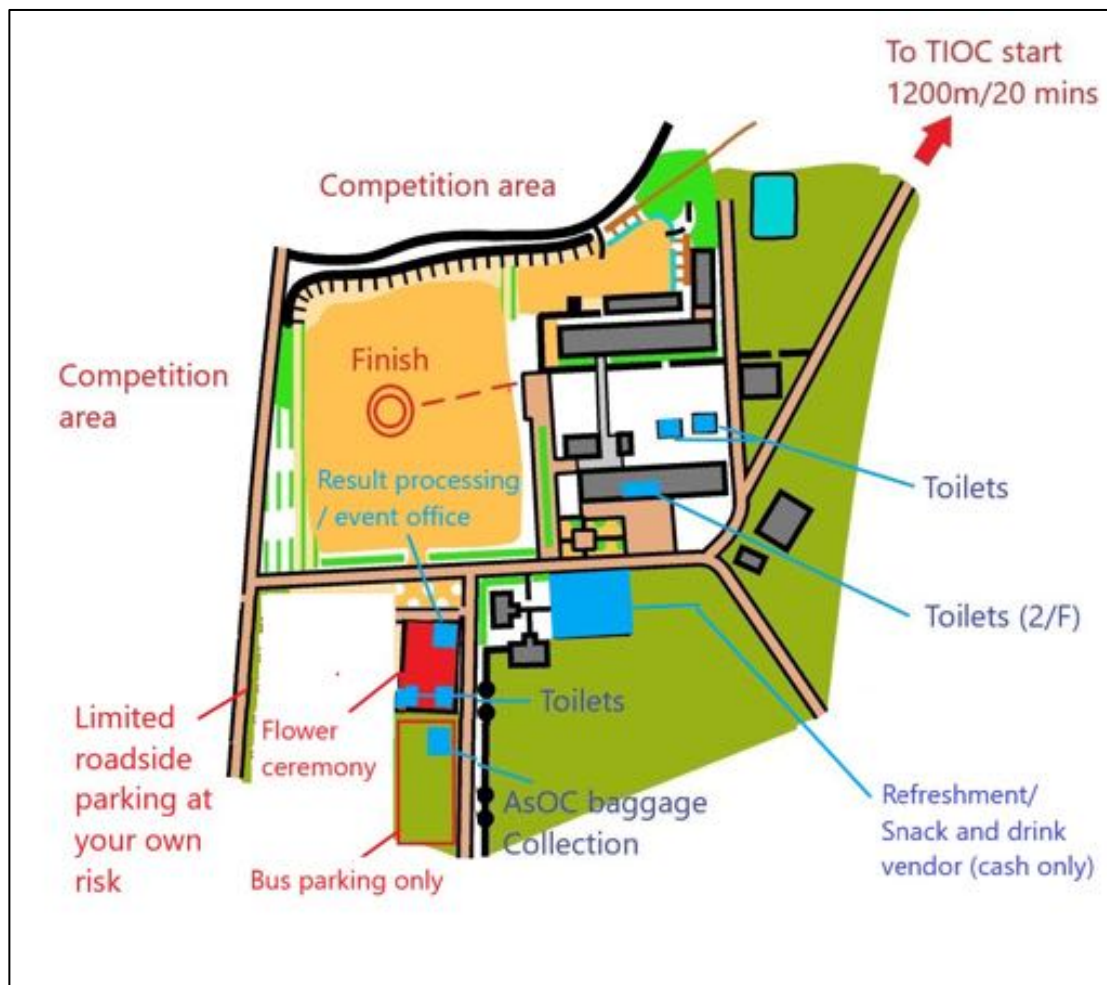 To TIOC start
1200m/20 mins
Competition area
Competition
area
Finish
Result processing
/ event office
Toilets
Toilets (2/F)
Toilets
Flower
ceremony
Limited
roadside
parking at
your own
risk
AsOC baggage
Collection
Bus parking only
Refreshment/
Snack and drink
vendor (cash only)